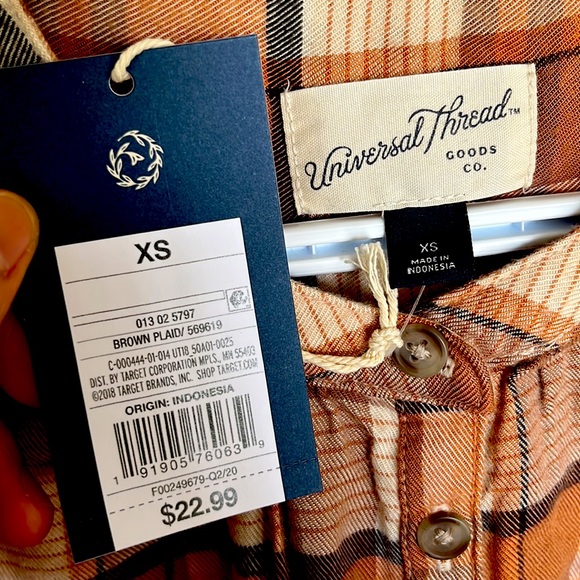 XS
013 02 5797
BROWN PLAID/ 569619
C-000444-01-014 UT18_50A01-0025
DIST. BY TARGET CORPORATION MPLS., MN 55403
©2018 TARGET BRANDS, INC. SHOP TARGET.COM
ORIGIN: INDONESIA
1 91905 76063 9
F00249679-Q2/20
$22.99
Universal Thread™
GOODS
CO.
XS
MADE IN
INDONESIA